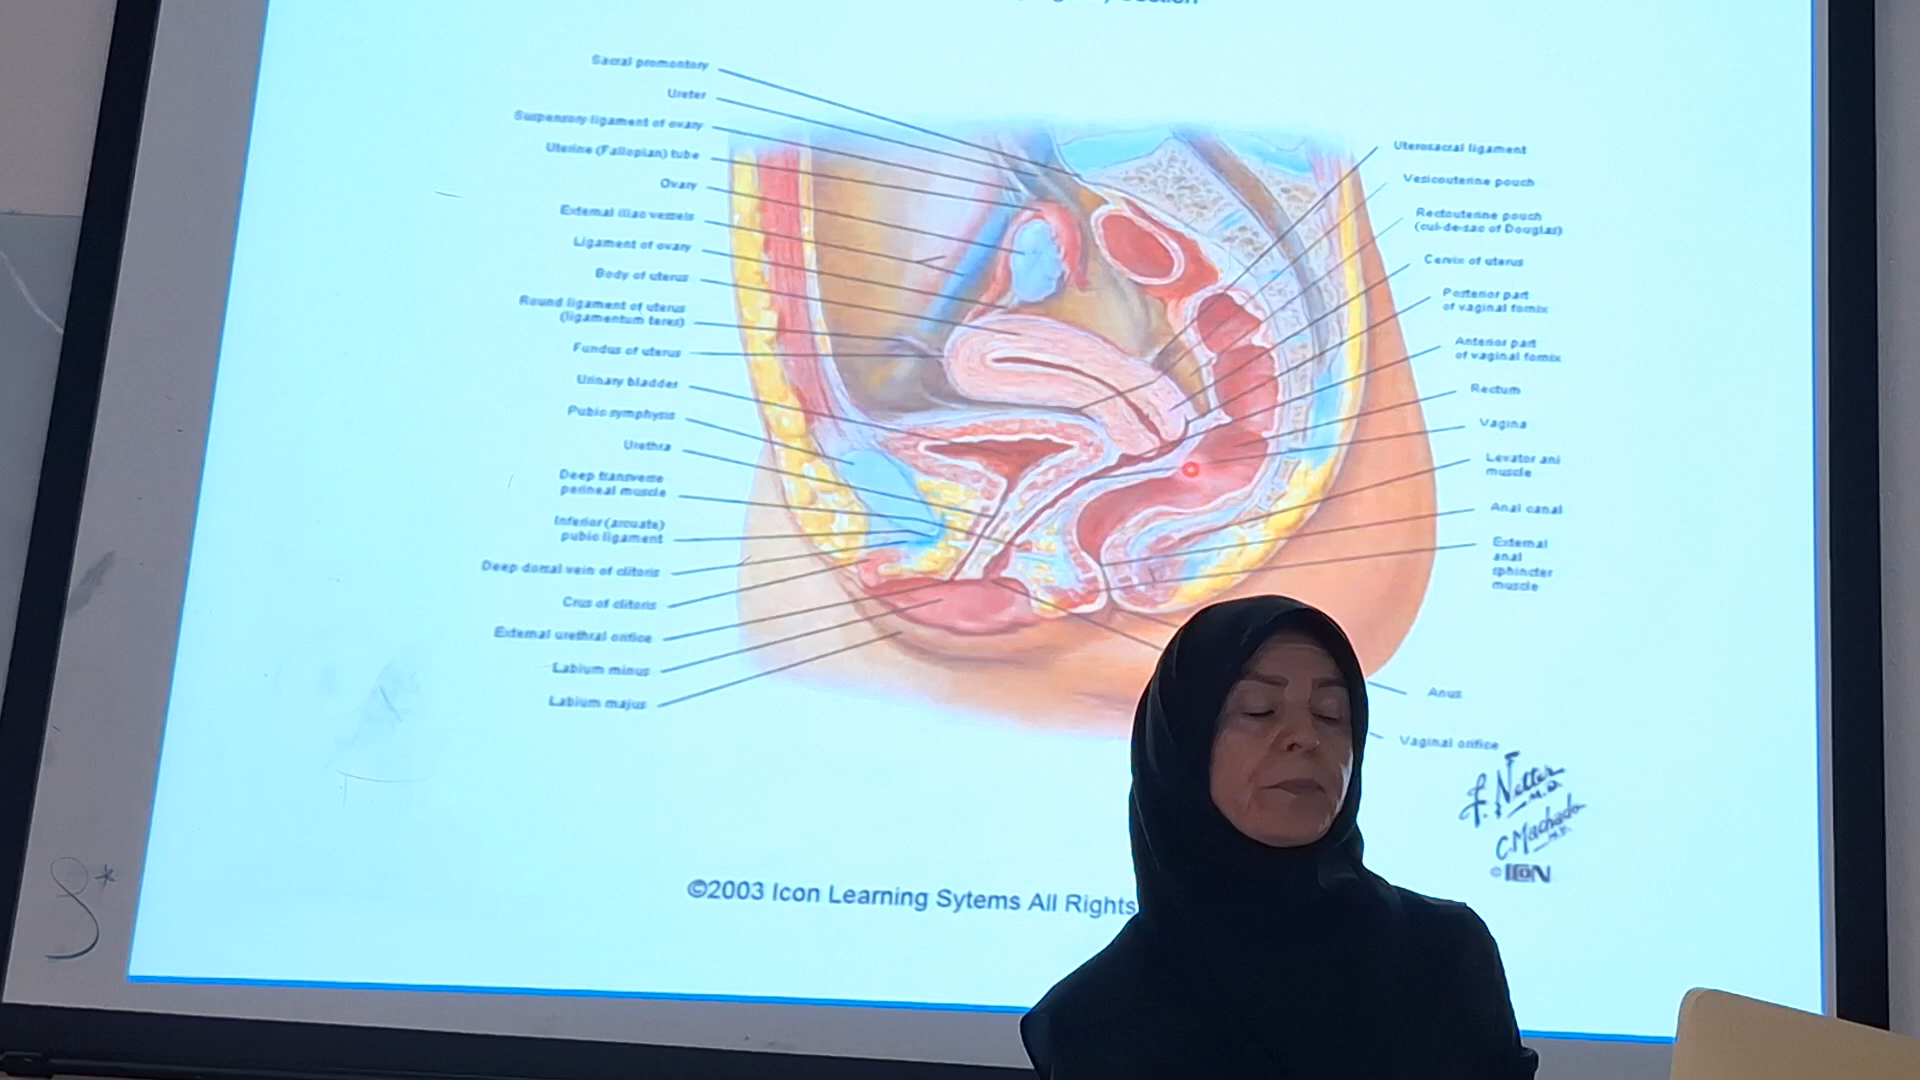 Section
Sacral promontory
Ureter
Suspensory ligament of ovary
Uterine (Fallopian) tube
Ovary
External iliac vessels
Ligament of ovary
Body of uterus
Round ligament of uterus
(ligamentum teres)
Fundus of uterus
Urinary bladder
Pubic symphysis
Urethra
Deep transverse
perineal muscle
Inferior (arcuate)
pubic ligament
Deep dorsal vein of clitoris
Crus of clitoris
External urethral orifice
Labium minus
Labium majus
Uterosacral ligament
Vesicouterine pouch
Rectouterine pouch
(cul-de-sac of Douglas)
Cervix of uterus
Posterior part
of vaginal fornix
Anterior part
of vaginal fornix
Rectum
Vagina
Levator ani
muscle
Anal canal
External
anal
sphincter
muscle
Anus
Vaginal orifice
F. Netter
M.D.
C. Machado
M.D.
© ICON
©2003 Icon Learning Sytems All Rights